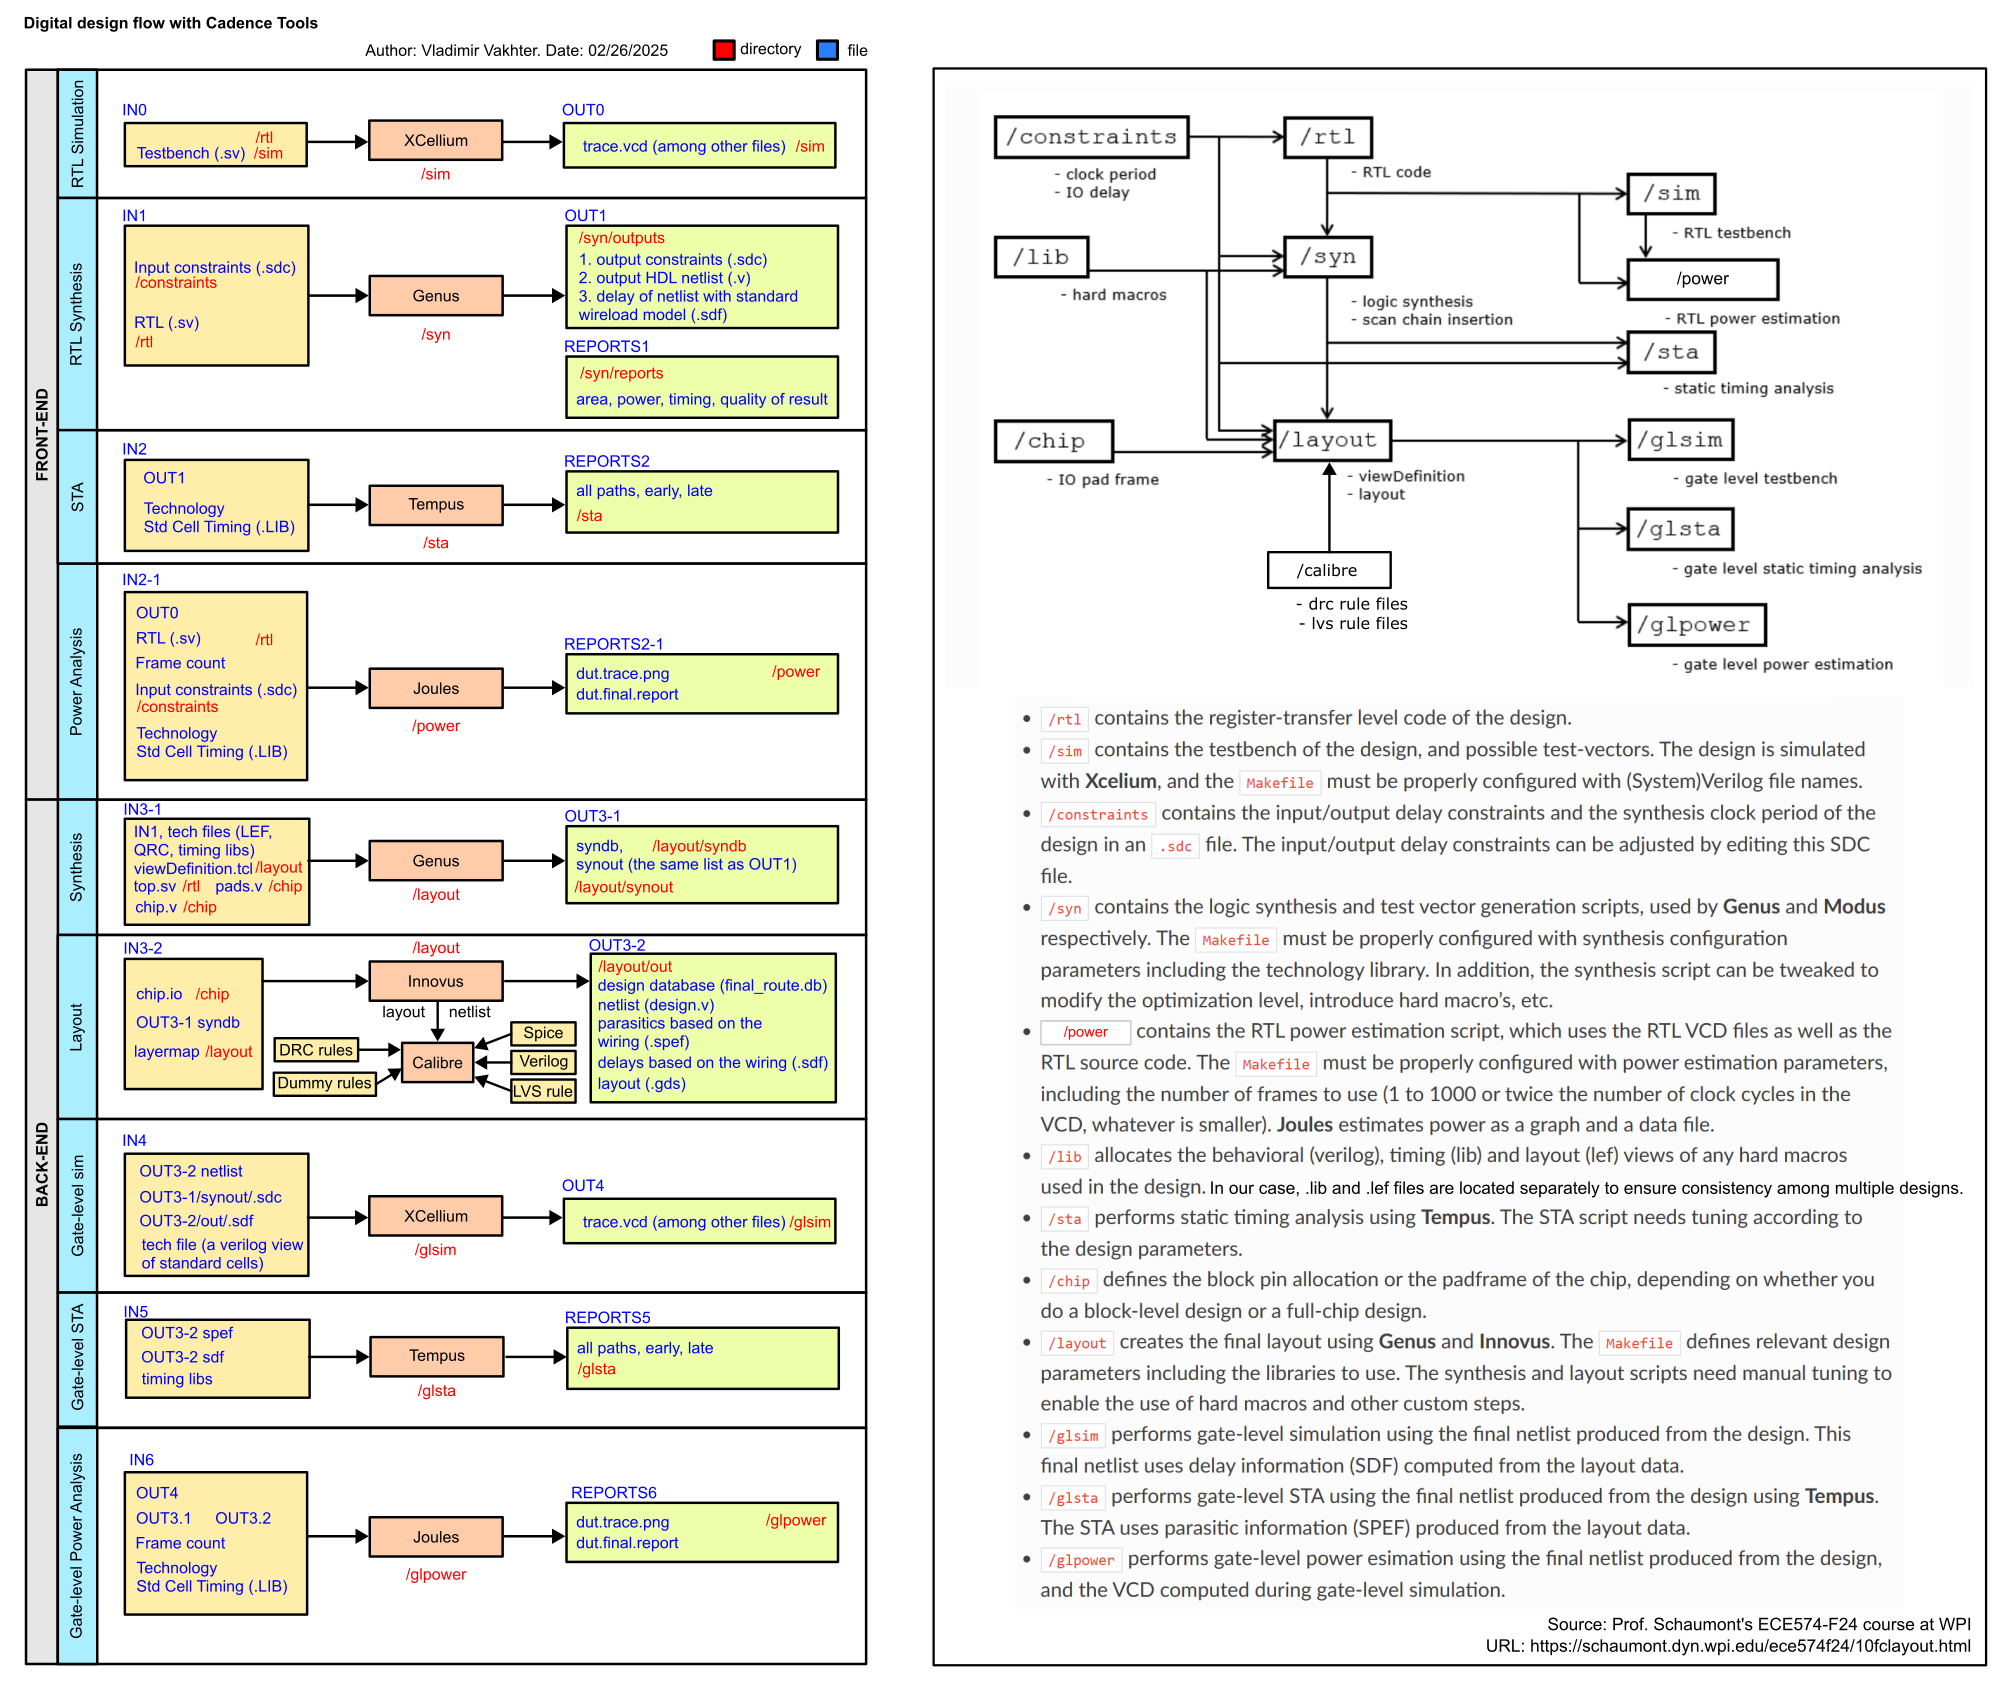 Digital design flow with Cadence Tools
Author: Vladimir Vakhter. Date: 02/26/2025
directory
file
FRONT-END
RTL Simulation
IN0
/rtl
Testbench (.sv) /sim
XCellium
/sim
OUT0
trace.vcd (among other files) /sim
RTL Synthesis
IN1
Input constraints (.sdc)
/constraints
RTL (.sv)
/rtl
Genus
/syn
OUT1
/syn/outputs
1. output constraints (.sdc)
2. output HDL netlist (.v)
3. delay of netlist with standard
wireload model (.sdf)
REPORTS1
/syn/reports
area, power, timing, quality of result
STA
IN2
OUT1
Technology
Std Cell Timing (.LIB)
Tempus
/sta
REPORTS2
all paths, early, late
/sta
Power Analysis
IN2-1
OUT0
RTL (.sv) /rtl
Frame count
Input constraints (.sdc)
/constraints
Technology
Std Cell Timing (.LIB)
Joules
/power
REPORTS2-1
dut.trace.png /power
dut.final.report
BACK-END
Synthesis
IN3-1
IN1, tech files (LEF,
QRC, timing libs)
viewDefinition.tcl /layout
top.sv /rtl pads.v /chip
chip.v /chip
Genus
/layout
OUT3-1
syndb, /layout/syndb
synout (the same list as OUT1)
/layout/synout
Layout
IN3-2
chip.io /chip
OUT3-1 syndb
layermap /layout
/layout
Innovus
layout netlist
DRC rules
Dummy rules
Calibre
Spice
Verilog
LVS rule
OUT3-2
/layout/out
design database (final_route.db)
netlist (design.v)
parasitics based on the
wiring (.spef)
delays based on the wiring (.sdf)
layout (.gds)
Gate-level sim
IN4
OUT3-2 netlist
OUT3-1/synout/.sdc
OUT3-2/out/.sdf
tech file (a verilog view
of standard cells)
XCellium
/glsim
OUT4
trace.vcd (among other files) /glsim
Gate-level STA
IN5
OUT3-2 spef
OUT3-2 sdf
timing libs
Tempus
/glsta
REPORTS5
all paths, early, late
/glsta
Gate-level Power Analysis
IN6
OUT4
OUT3.1 OUT3.2
Frame count
Technology
Std Cell Timing (.LIB)
Joules
/glpower
REPORTS6
dut.trace.png /glpower
dut.final.report
/constraints
- clock period
- IO delay
/rtl
- RTL code
/sim
- RTL testbench
/lib
- hard macros
/syn
- logic synthesis
- scan chain insertion
/power
- RTL power estimation
/sta
- static timing analysis
/chip
- IO pad frame
/layout
- viewDefinition
- layout
/glsim
- gate level testbench
/glsta
- gate level static timing analysis
/calibre
- drc rule files
- lvs rule files
/glpower
- gate level power estimation
• /rtl contains the register-transfer level code of the design.
• /sim contains the testbench of the design, and possible test-vectors. The design is simulated
with Xcelium, and the Makefile must be properly configured with (System)Verilog file names.
• /constraints contains the input/output delay constraints and the synthesis clock period of the
design in an .sdc file. The input/output delay constraints can be adjusted by editing this SDC
file.
• /syn contains the logic synthesis and test vector generation scripts, used by Genus and Modus
respectively. The Makefile must be properly configured with synthesis configuration
parameters including the technology library. In addition, the synthesis script can be tweaked to
modify the optimization level, introduce hard macro's, etc.
• /power contains the RTL power estimation script, which uses the RTL VCD files as well as the
RTL source code. The Makefile must be properly configured with power estimation parameters,
including the number of frames to use (1 to 1000 or twice the number of clock cycles in the
VCD, whatever is smaller). Joules estimates power as a graph and a data file.
• /lib allocates the behavioral (verilog), timing (lib) and layout (lef) views of any hard macros
used in the design. In our case, .lib and .lef files are located separately to ensure consistency among multiple designs.
• /sta performs static timing analysis using Tempus. The STA script needs tuning according to
the design parameters.
• /chip defines the block pin allocation or the padframe of the chip, depending on whether you
do a block-level design or a full-chip design.
• /layout creates the final layout using Genus and Innovus. The Makefile defines relevant design
parameters including the libraries to use. The synthesis and layout scripts need manual tuning to
enable the use of hard macros and other custom steps.
• /glsim performs gate-level simulation using the final netlist produced from the design. This
final netlist uses delay information (SDF) computed from the layout data.
• /glsta performs gate-level STA using the final netlist produced from the design using Tempus.
The STA uses parasitic information (SPEF) produced from the layout data.
• /glpower performs gate-level power esimation using the final netlist produced from the design,
and the VCD computed during gate-level simulation.
Source: Prof. Schaumont's ECE574-F24 course at WPI
URL: https://schaumont.dyn.wpi.edu/ece574f24/10fclayout.html